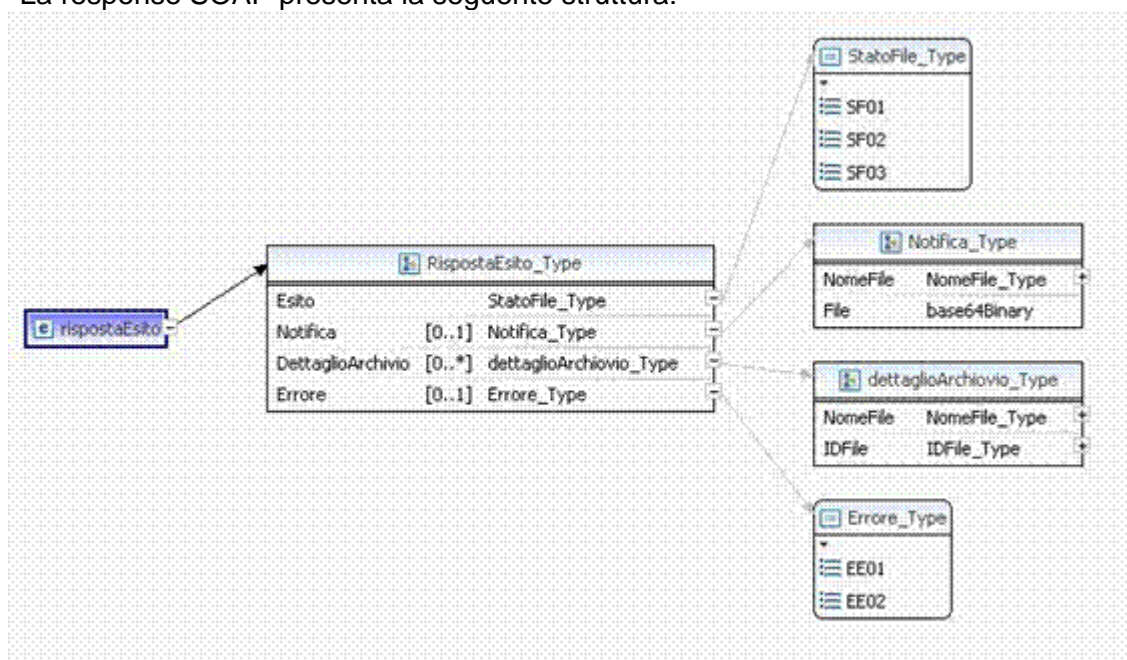 La response SOAP presenta la seguente struttura:
StatoFile_Type
SF01
SF02
SF03
rispostaEsito
RispostaEsito_Type
Esito StatoFile_Type
Notifica [0..1] Notifica_Type
DettaglioArchivio [0..*] dettaglioArchiovio_Type
Errore [0..1] Errore_Type
Notifica_Type
NomeFile NomeFile_Type
File base64Binary
dettaglioArchiovio_Type
NomeFile NomeFile_Type
IDFile IDFile_Type
Errore_Type
EE01
EE02